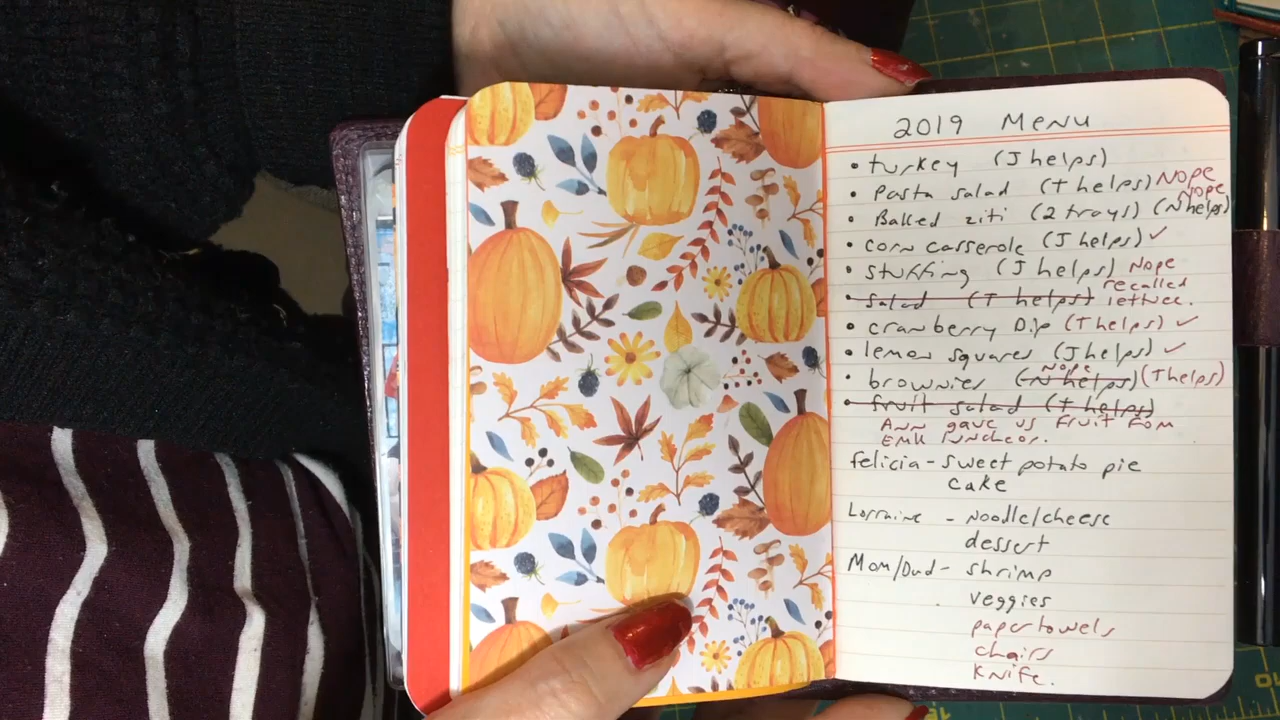 2019 Menu
• turkey (J helps)
• Pasta salad (T helps) Nope
• Baked ziti (2 trays) (N helps) Nope
• corn casserole (J helps) ✓
• stuffing (J helps) Nope
• salad (T helps) recalled lettuce.
• cranberry Dip (T helps) ✓
• lemon squares (J helps) ✓
• brownies (N helps) Nope (T helps)
• fruit salad (T helps)
Ann gave us fruit from
EMK luncheon.
Felicia - sweet potato pie
cake
Lorraine - Noodle/cheese
dessert
Mom/Dad - shrimp
veggies
paper towels
chairs
knife.